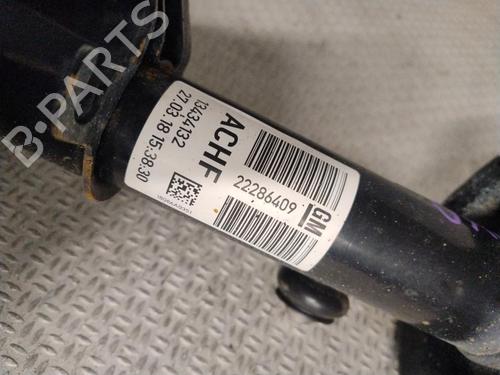 B-PARTS
13434132
27.03.18 15:38:30
ACHF
22286409
GM